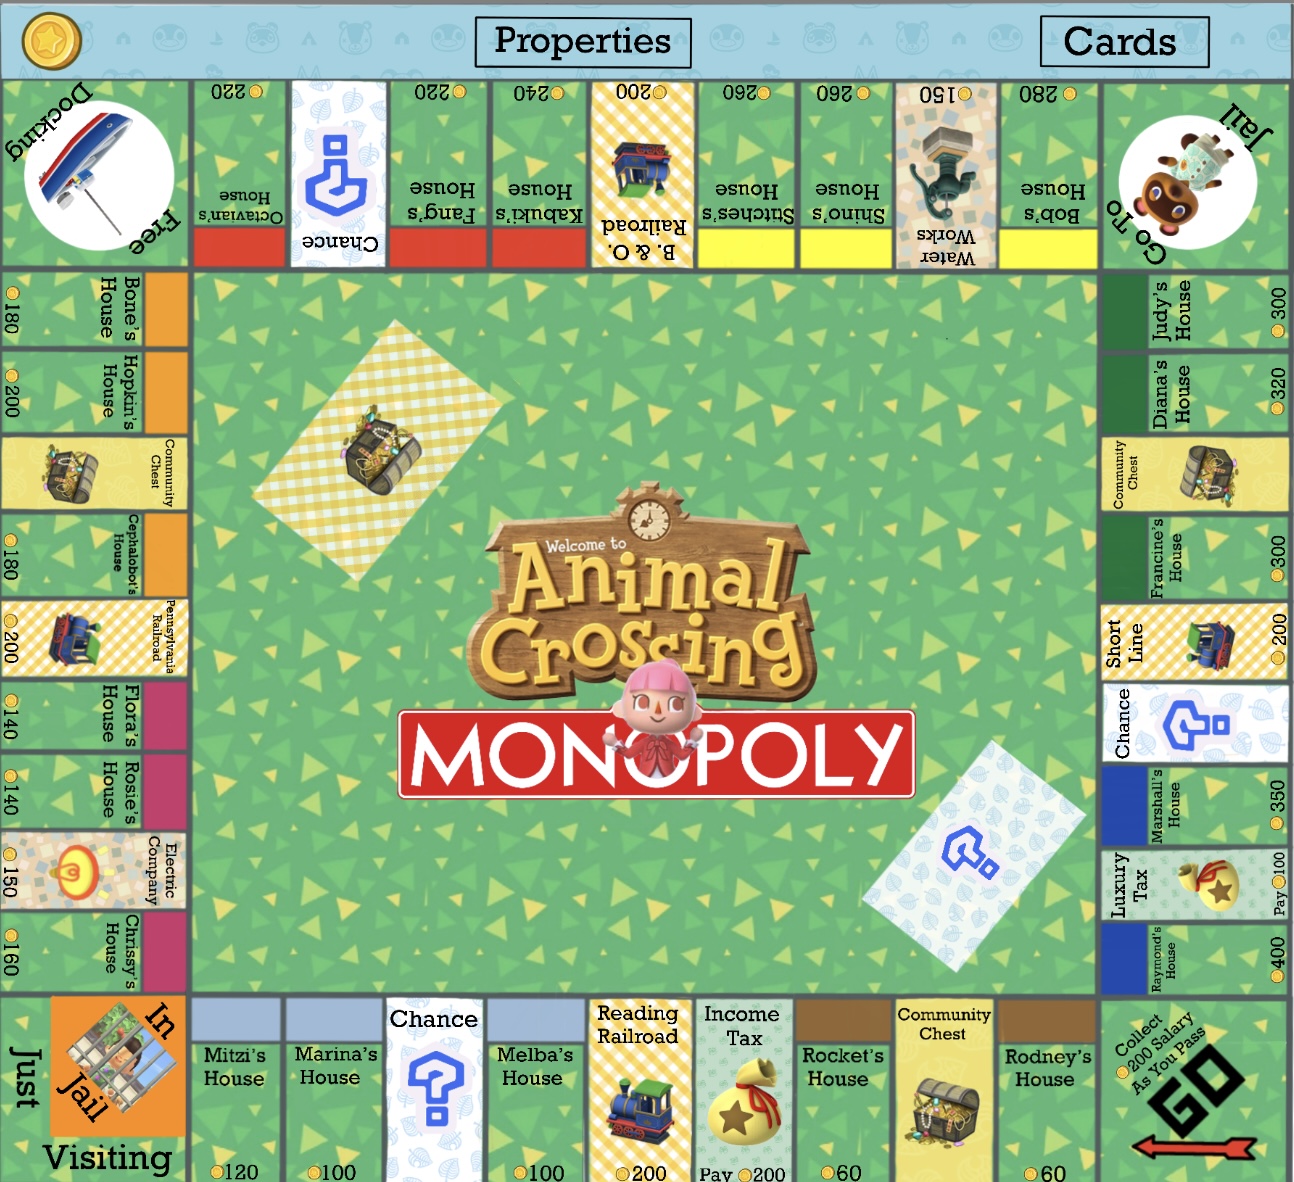 Properties
Cards
Free
Docking
220
Octavian's
House
Chance
220
Fang's
House
240
Kabuki's
House
200
B. & O.
Railroad
260
Stitches's
House
260
Shino's
House
150
Water
Works
280
Bob's
House
Go To
Jail
Bone's
House
180
Hopkin's
House
200
Community
Chest
Cephalobot's
House
180
Pennsylvania
Railroad
200
Flora's
House
140
Rosie's
House
140
Electric
Company
150
Chrissy's
House
160
Judy's
House
300
Diana's
House
320
Community
Chest
Francine's
House
300
Short
Line
200
Chance
Marshall's
House
350
Luxury
Tax
Pay 100
Raymond's
House
400
Welcome to
Animal
Crossing
MONOPOLY
In
Jail
Just
Visiting
Mitzi's
House
120
Marina's
House
100
Chance
Melba's
House
100
Reading
Railroad
200
Income
Tax
Pay 200
Rocket's
House
60
Community
Chest
Rodney's
House
60
Collect
200 Salary
As You Pass
GO